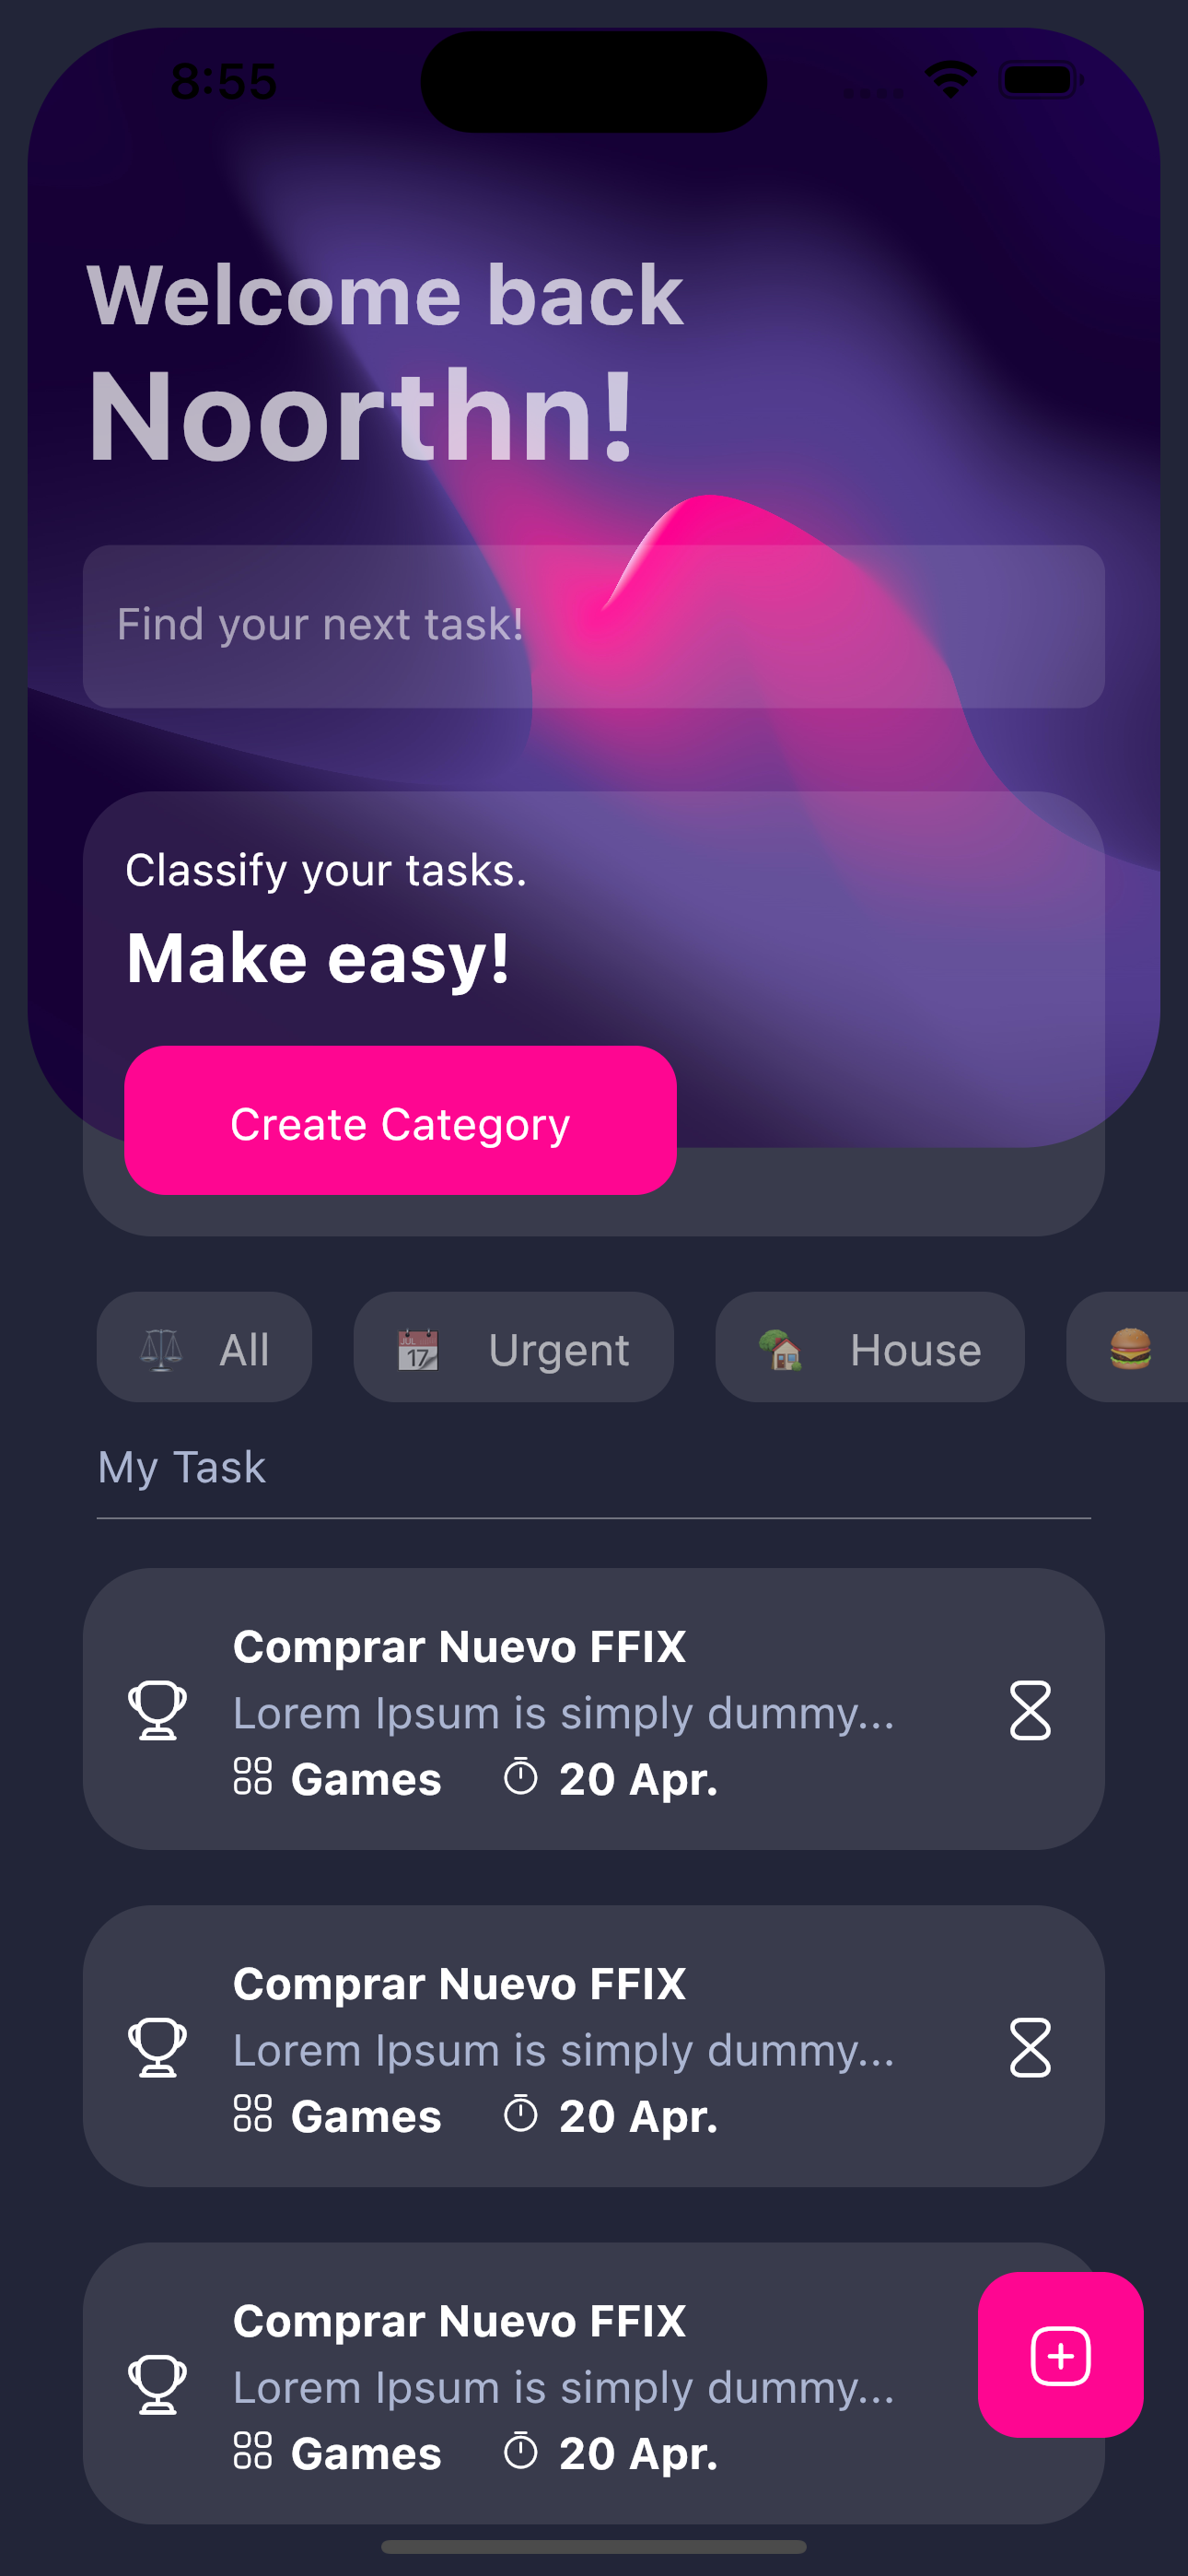 8:55
Welcome back
Noorthn!
Find your next task!
Classify your tasks.
Make easy!
Create Category
JUL
17
All
Urgent
House
My Task
Comprar Nuevo FFIX
Lorem Ipsum is simply dummy...
Games 20 Apr.
Comprar Nuevo FFIX
Lorem Ipsum is simply dummy...
Games 20 Apr.
Comprar Nuevo FFIX
Lorem Ipsum is simply dummy...
Games 20 Apr.